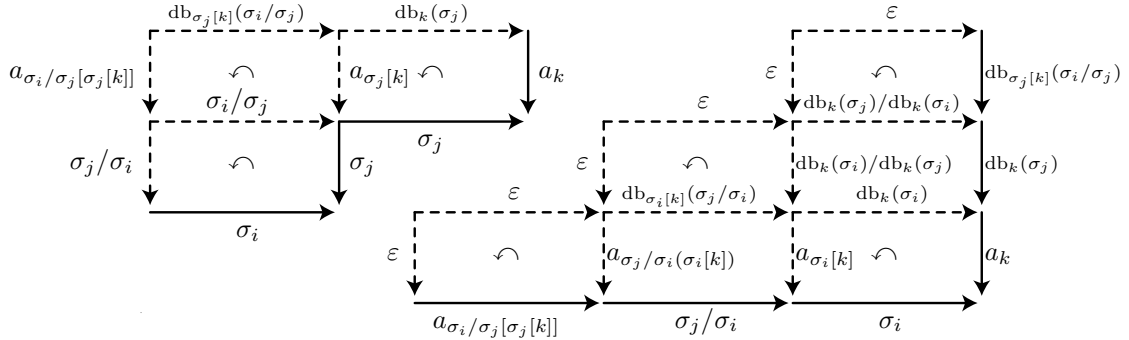 db_{σ_j[k]}(σ_i/σ_j) db_k(σ_j) ε
a_{σ_i/σ_j[σ_j[k]]} a_{σ_j[k]} a_k ε db_{σ_j[k]}(σ_i/σ_j)
σ_i/σ_j ε db_k(σ_j)/db_k(σ_i)
σ_j
σ_j/σ_i σ_j ε db_k(σ_i)/db_k(σ_j) db_k(σ_j)
ε db_{σ_i[k]}(σ_j/σ_i) db_k(σ_i)
σ_i
ε a_{σ_j/σ_i(σ_i[k])} a_{σ_i[k]} a_k
a_{σ_i/σ_j[σ_j[k]]} σ_j/σ_i σ_i